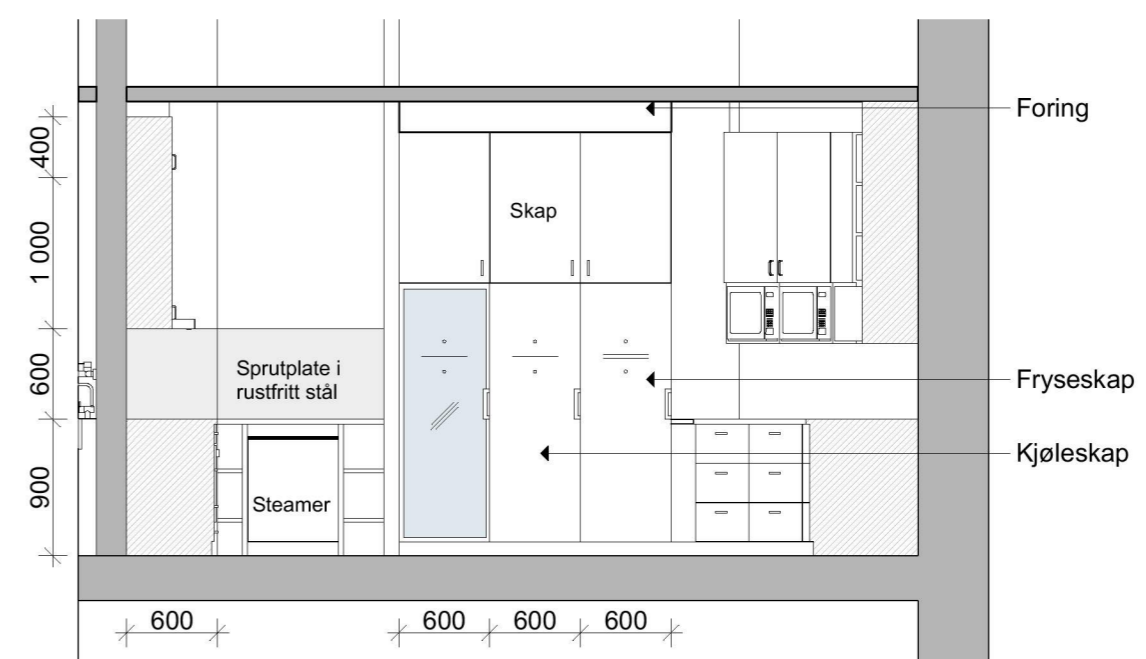 Foring
400
Skap
1 000
Sprutplate i
rustfritt stål
600
Fryseskap
Kjøleskap
900
Steamer
600
600
600
600